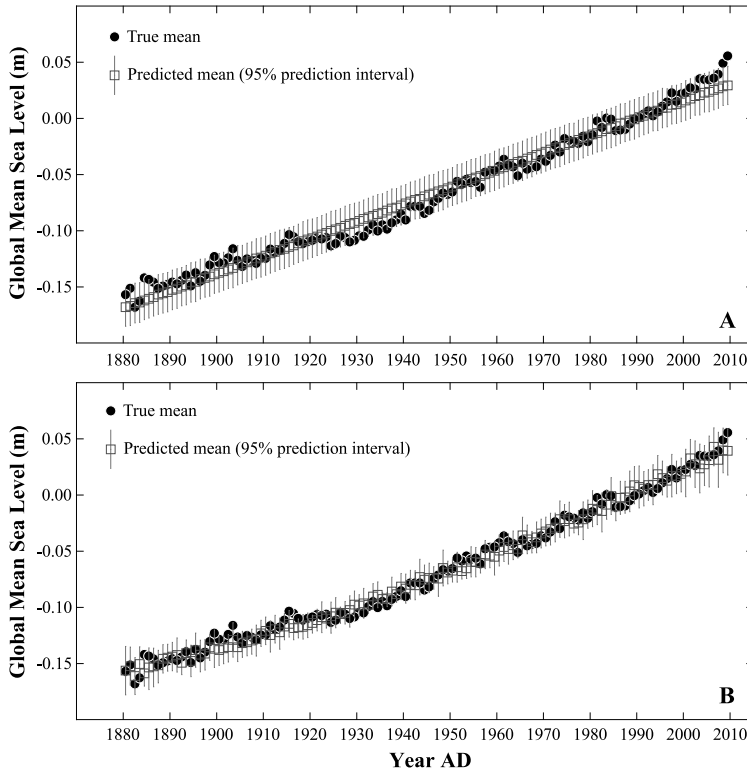 True mean
Predicted mean (95% prediction interval)
0.05
0.00
-0.05
-0.10
-0.15
Global Mean Sea Level (m)
A
1880 1890 1900 1910 1920 1930 1940 1950 1960 1970 1980 1990 2000 2010
True mean
Predicted mean (95% prediction interval)
0.05
0.00
-0.05
-0.10
-0.15
Global Mean Sea Level (m)
B
1880 1890 1900 1910 1920 1930 1940 1950 1960 1970 1980 1990 2000 2010
Year AD